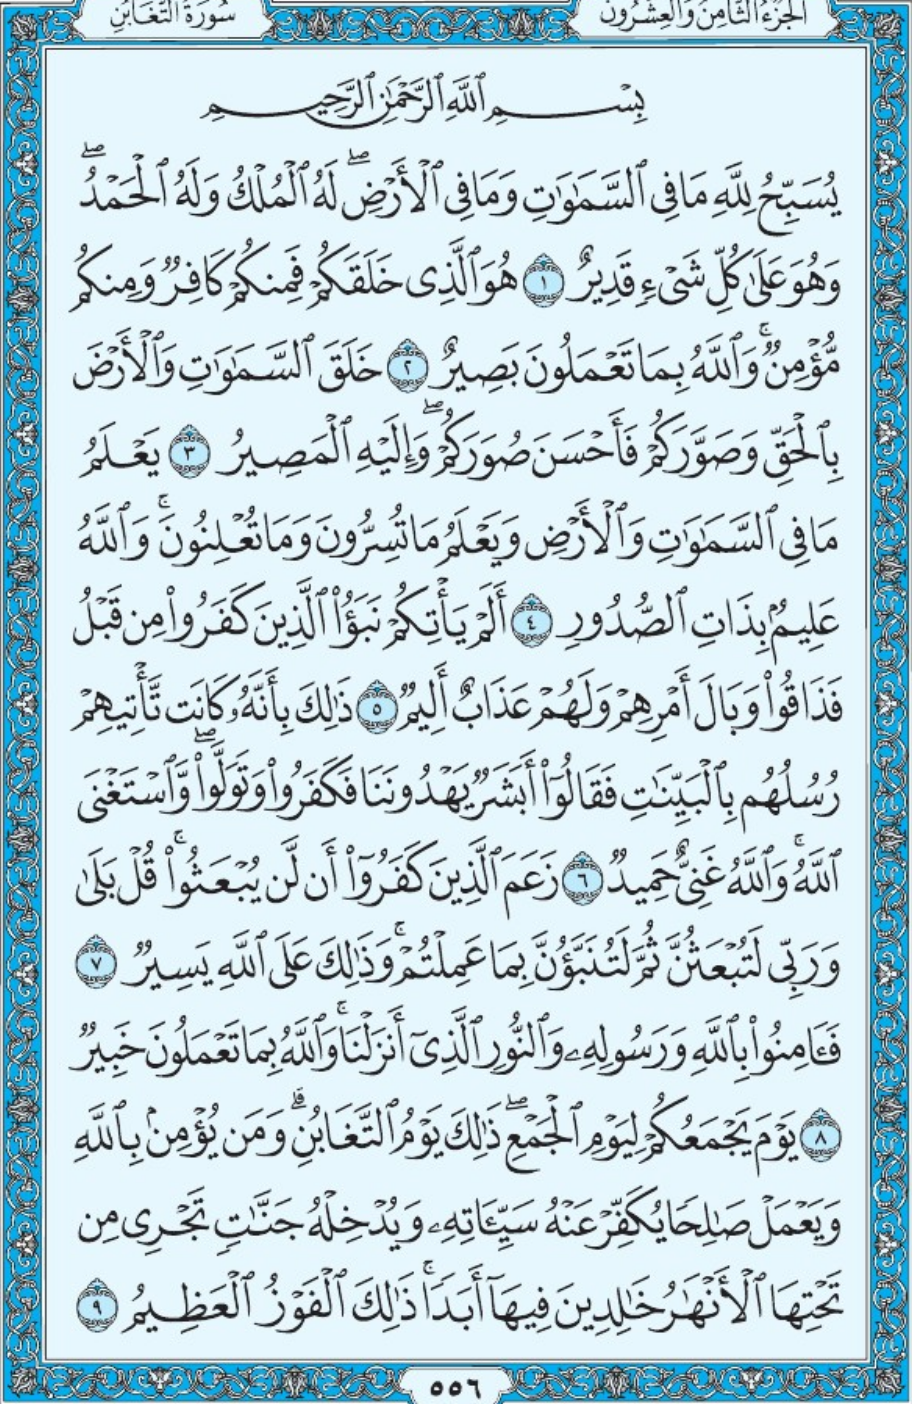 الجزء الثامن والعشرون
سورة التغابن
بِسْمِ ٱللَّهِ ٱلرَّحْمَٰنِ ٱلرَّحِيمِ
يُسَبِّحُ لِلَّهِ مَا فِى ٱلسَّمَٰوَٰتِ وَمَا فِى ٱلْأَرْضِۖ لَهُ ٱلْمُلْكُ وَلَهُ ٱلْحَمْدُۖ
وَهُوَ عَلَىٰ كُلِّ شَىْءٍ قَدِيرٌ ١ هُوَ ٱلَّذِى خَلَقَكُمْ فَمِنكُمْ كَافِرٌ وَمِنكُم
مُّؤْمِنٌۚ وَٱللَّهُ بِمَا تَعْمَلُونَ بَصِيرٌ ٢ خَلَقَ ٱلسَّمَٰوَٰتِ وَٱلْأَرْضَ
بِٱلْحَقِّ وَصَوَّرَكُمْ فَأَحْسَنَ صُوَرَكُمْۖ وَإِلَيْهِ ٱلْمَصِيرُ ٣ يَعْلَمُ
مَا فِى ٱلسَّمَٰوَٰتِ وَٱلْأَرْضِ وَيَعْلَمُ مَا تُسِرُّونَ وَمَا تُعْلِنُونَۚ وَٱللَّهُ
عَلِيمٌۢ بِذَاتِ ٱلصُّدُورِ ٤ أَلَمْ يَأْتِكُمْ نَبَؤُا۟ ٱلَّذِينَ كَفَرُوا۟ مِن قَبْلُ
فَذَاقُوا۟ وَبَالَ أَمْرِهِمْ وَلَهُمْ عَذَابٌ أَلِيمٌ ٥ ذَٰلِكَ بِأَنَّهُۥ كَانَت تَّأْتِيهِمْ
رُسُلُهُم بِٱلْبَيِّنَٰتِ فَقَالُوٓا۟ أَبَشَرٌ يَهْدُونَنَا فَكَفَرُوا۟ وَتَوَلَّوا۟ۖ وَّٱسْتَغْنَى
ٱللَّهُۚ وَٱللَّهُ غَنِىٌّ حَمِيدٌ ٦ زَعَمَ ٱلَّذِينَ كَفَرُوٓا۟ أَن لَّن يُبْعَثُوا۟ۚ قُلْ بَلَىٰ
وَرَبِّى لَتُبْعَثُنَّ ثُمَّ لَتُنَبَّؤُنَّ بِمَا عَمِلْتُمْۚ وَذَٰلِكَ عَلَى ٱللَّهِ يَسِيرٌ ٧
فَـَٔامِنُوا۟ بِٱللَّهِ وَرَسُولِهِۦ وَٱلنُّورِ ٱلَّذِىٓ أَنزَلْنَاۚ وَٱللَّهُ بِمَا تَعْمَلُونَ خَبِيرٌ
٨ يَوْمَ يَجْمَعُكُمْ لِيَوْمِ ٱلْجَمْعِۖ ذَٰلِكَ يَوْمُ ٱلتَّغَابُنِۗ وَمَن يُؤْمِنۢ بِٱللَّهِ
وَيَعْمَلْ صَٰلِحًا يُكَفِّرْ عَنْهُ سَيِّـَٔاتِهِۦ وَيُدْخِلْهُ جَنَّٰتٍ تَجْرِى مِن
تَحْتِهَا ٱلْأَنْهَٰرُ خَٰلِدِينَ فِيهَآ أَبَدًاۚ ذَٰلِكَ ٱلْفَوْزُ ٱلْعَظِيمُ ٩
٥٥٦